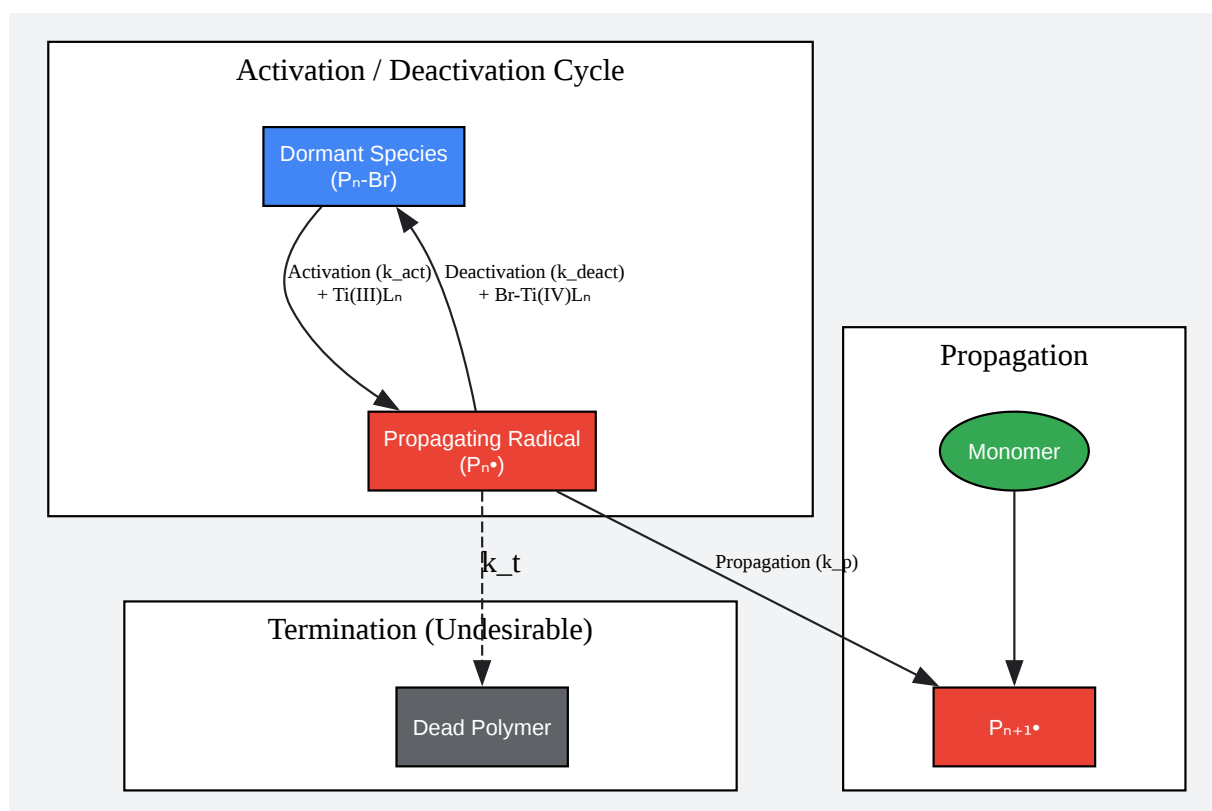 Activation / Deactivation Cycle
Dormant Species
(Pₙ-Br)
Activation (k_act)
+ Ti(III)Lₙ
Deactivation (k_deact)
+ Br-Ti(IV)Lₙ
Propagating Radical
(Pₙ•)
Propagation
Monomer
k_t
Propagation (k_p)
Termination (Undesirable)
Dead Polymer
Pₙ₊₁•